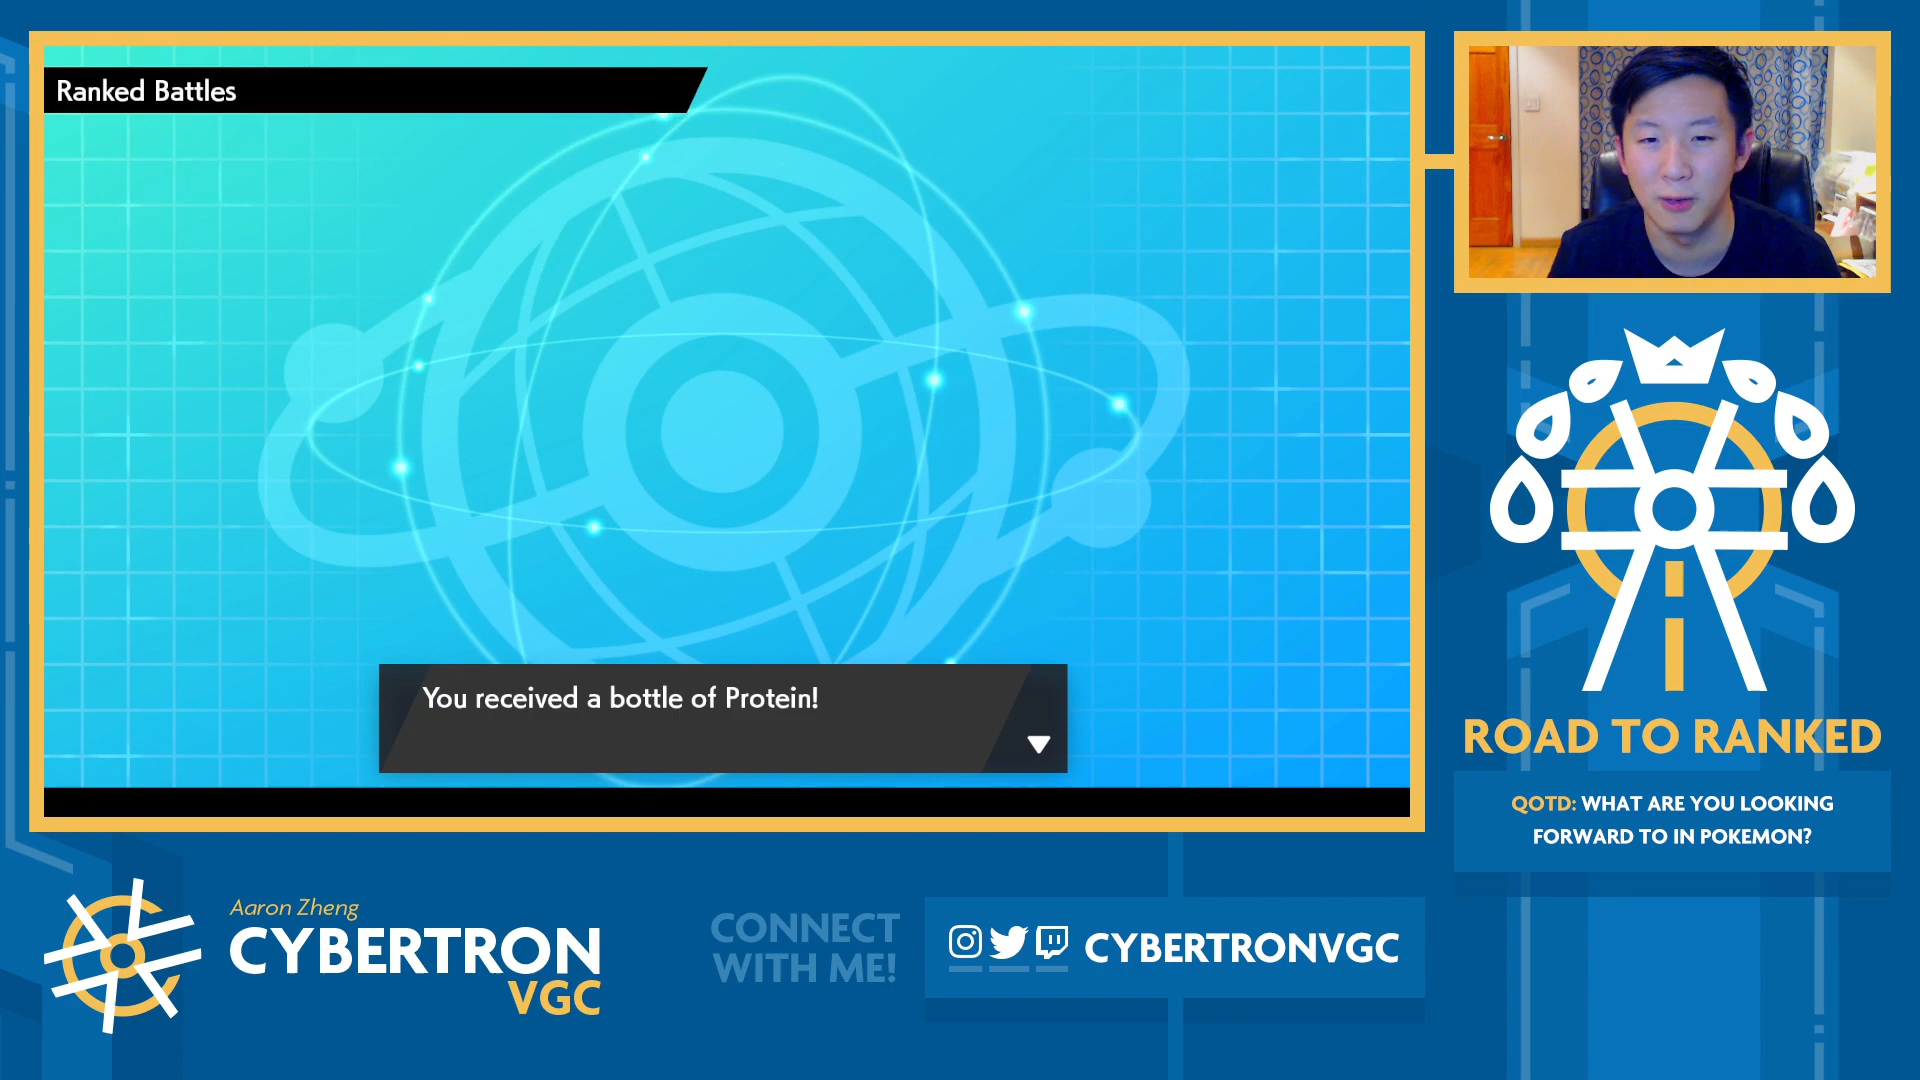 Ranked Battles
You received a bottle of Protein!
ROAD TO RANKED
QOTD: WHAT ARE YOU LOOKING
FORWARD TO IN POKEMON?
Aaron Zheng
CYBERTRON
VGC
CONNECT
WITH ME!
CYBERTRONVGC